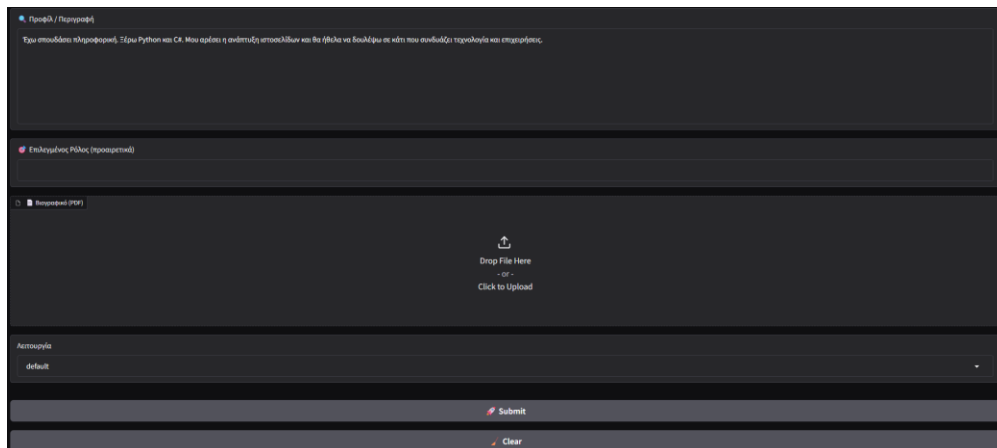 🔍 Προφίλ / Περιγραφή
Έχω σπουδάσει πληροφορική. Ξέρω Python και C#. Μου αρέσει η ανάπτυξη ιστοσελίδων και θα ήθελα να δουλέψω σε κάτι που συνδυάζει τεχνολογία και επιχειρήσεις.
🎯 Επιλεγμένος Ρόλος (προαιρετικά)
📄 Βιογραφικό (PDF)
Drop File Here
- or -
Click to Upload
Λειτουργία
default
🚀 Submit
🧹 Clear